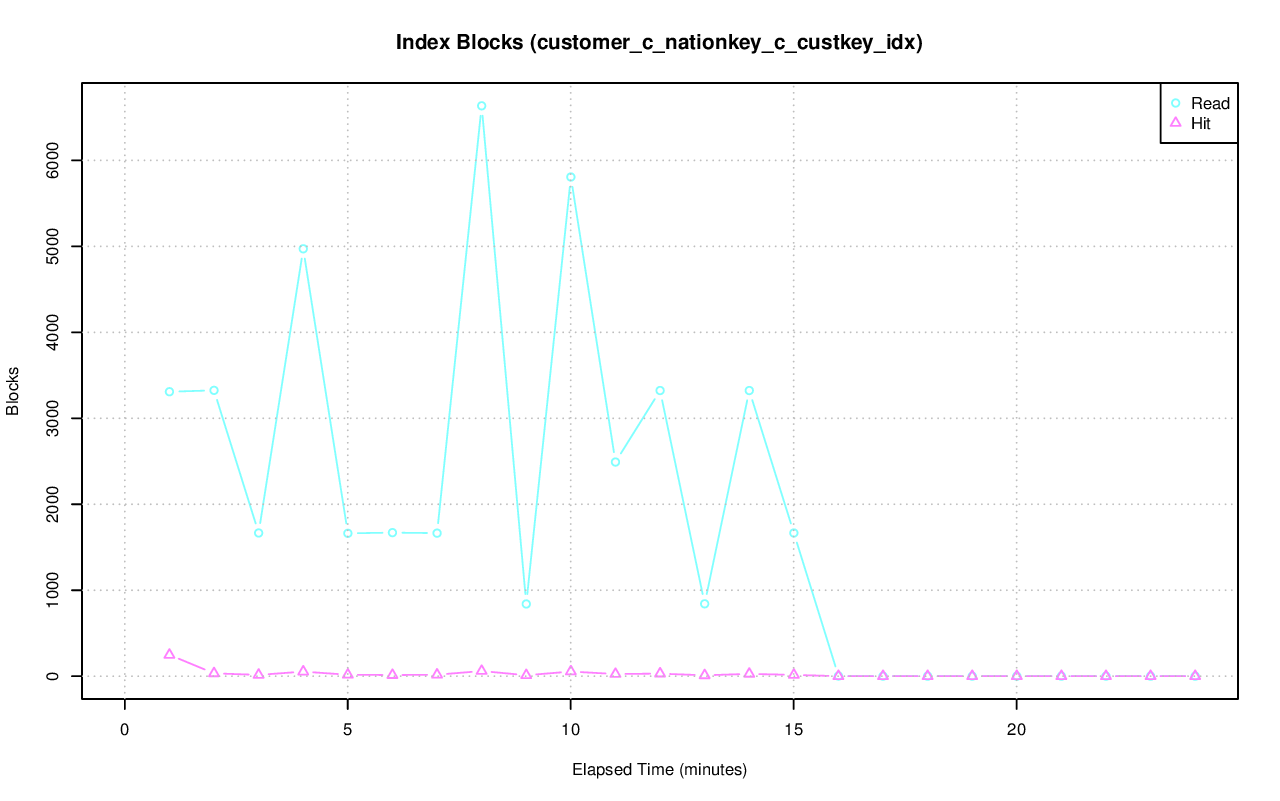 Index Blocks (customer_c_nationkey_c_custkey_idx)
Read
Hit
Blocks
6000
5000
4000
3000
2000
1000
0
0 5 10 15 20
Elapsed Time (minutes)